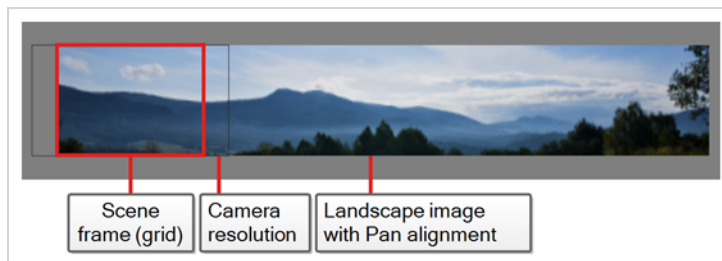 Scene
frame (grid)
Camera
resolution
Landscape image
with Pan alignment